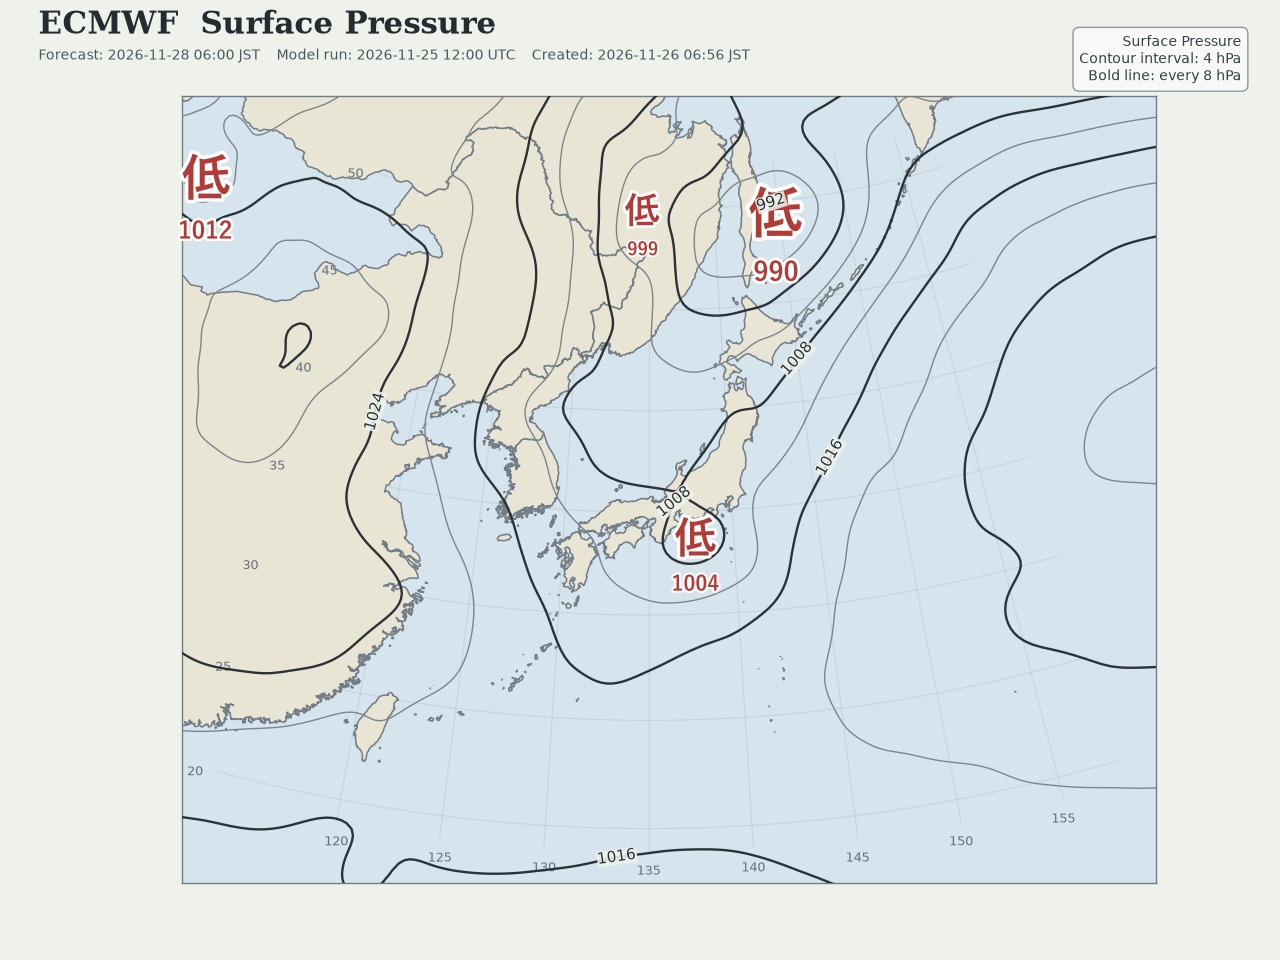 ECMWF  Surface Pressure
Forecast: 2026-11-28 06:00 JST    Model run: 2026-11-25 12:00 UTC    Created: 2026-11-26 06:56 JST
Surface Pressure
Contour interval: 4 hPa
Bold line: every 8 hPa
50
低
1012
低
999
992
低
990
45
40
1008
1024
35
1016
1008
低
1004
30
25
20
155
120
125
1016
130
135
140
145
150